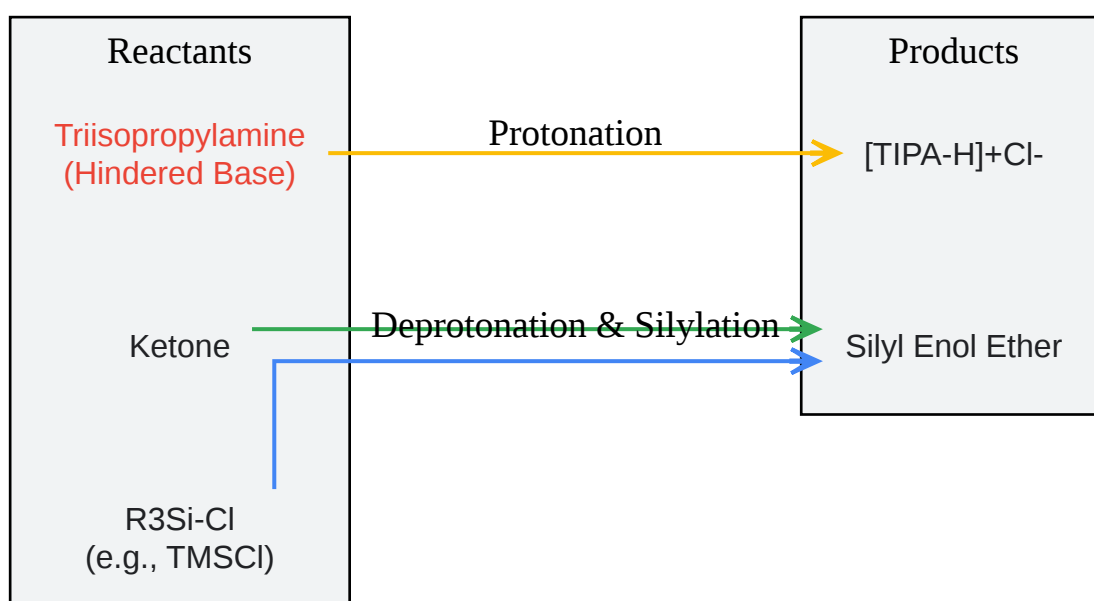 Reactants
Products
Triisopropylamine
(Hindered Base)
Protonation
[TIPA-H]+Cl-
Deprotonation & Silylation
Ketone
Silyl Enol Ether
R3Si-Cl
(e.g., TMSCl)